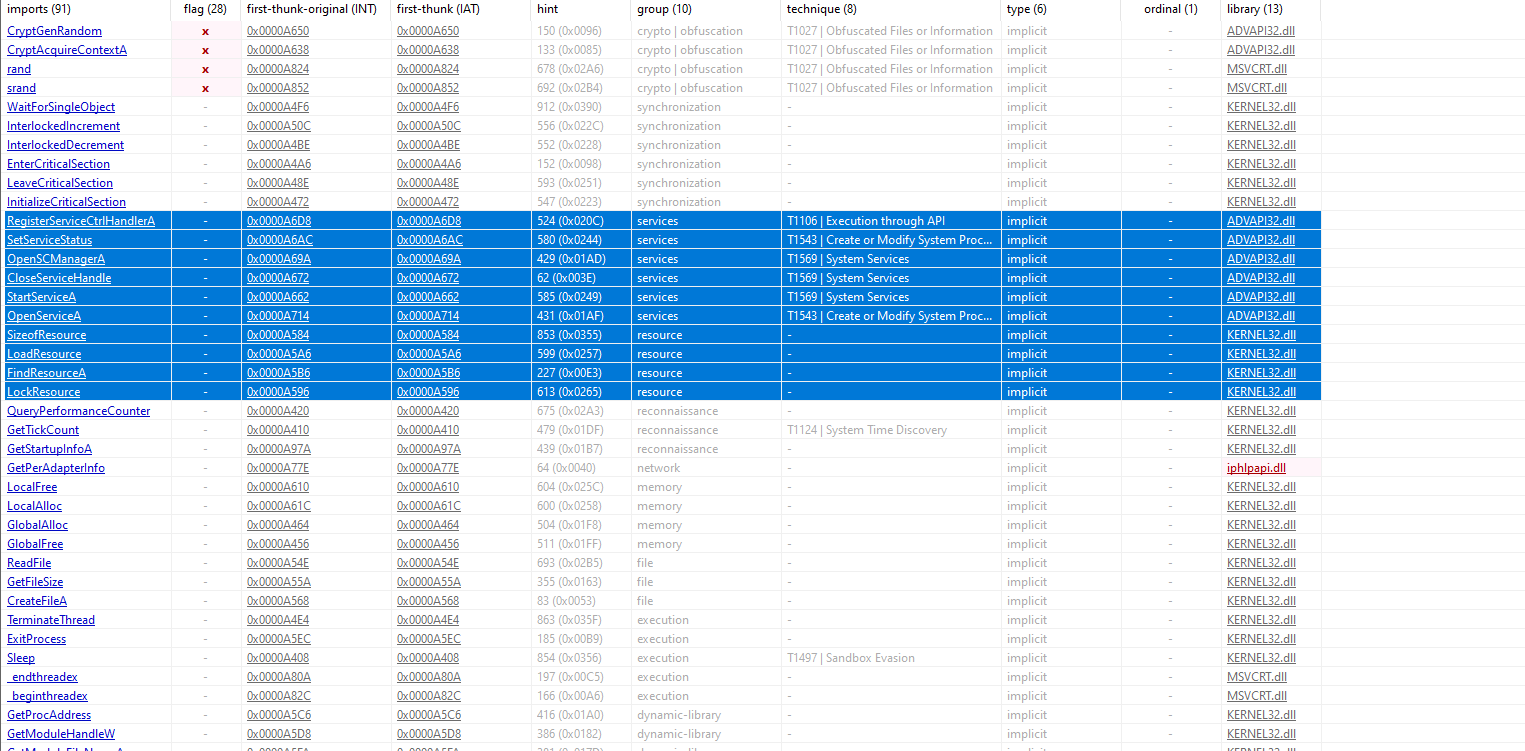 imports (91) flag (28) first-thunk-original (INT) first-thunk (IAT) hint group (10) technique (8) type (6) ordinal (1) library (13)
CryptGenRandom x 0x0000A650 0x0000A650 150 (0x0096) crypto | obfuscation T1027 | Obfuscated Files or Information implicit - ADVAPI32.dll
CryptAcquireContextA x 0x0000A638 0x0000A638 133 (0x0085) crypto | obfuscation T1027 | Obfuscated Files or Information implicit - ADVAPI32.dll
rand x 0x0000A824 0x0000A824 678 (0x02A6) crypto | obfuscation T1027 | Obfuscated Files or Information implicit - MSVCRT.dll
srand x 0x0000A852 0x0000A852 692 (0x02B4) crypto | obfuscation T1027 | Obfuscated Files or Information implicit - MSVCRT.dll
WaitForSingleObject - 0x0000A4F6 0x0000A4F6 912 (0x0390) synchronization - implicit - KERNEL32.dll
InterlockedIncrement - 0x0000A50C 0x0000A50C 556 (0x022C) synchronization - implicit - KERNEL32.dll
InterlockedDecrement - 0x0000A4BE 0x0000A4BE 552 (0x0228) synchronization - implicit - KERNEL32.dll
EnterCriticalSection - 0x0000A4A6 0x0000A4A6 152 (0x0098) synchronization - implicit - KERNEL32.dll
LeaveCriticalSection - 0x0000A48E 0x0000A48E 593 (0x0251) synchronization - implicit - KERNEL32.dll
InitializeCriticalSection - 0x0000A472 0x0000A472 547 (0x0223) synchronization - implicit - KERNEL32.dll
RegisterServiceCtrlHandlerA - 0x0000A6D8 0x0000A6D8 524 (0x020C) services T1106 | Execution through API implicit - ADVAPI32.dll
SetServiceStatus - 0x0000A6AC 0x0000A6AC 580 (0x0244) services T1543 | Create or Modify System Proc... implicit - ADVAPI32.dll
OpenSCManagerA - 0x0000A69A 0x0000A69A 429 (0x01AD) services T1569 | System Services implicit - ADVAPI32.dll
CloseServiceHandle - 0x0000A672 0x0000A672 62 (0x003E) services T1569 | System Services implicit - ADVAPI32.dll
StartServiceA - 0x0000A662 0x0000A662 585 (0x0249) services T1569 | System Services implicit - ADVAPI32.dll
OpenServiceA - 0x0000A714 0x0000A714 431 (0x01AF) services T1543 | Create or Modify System Proc... implicit - ADVAPI32.dll
SizeofResource - 0x0000A584 0x0000A584 853 (0x0355) resource - implicit - KERNEL32.dll
LoadResource - 0x0000A5A6 0x0000A5A6 599 (0x0257) resource - implicit - KERNEL32.dll
FindResourceA - 0x0000A5B6 0x0000A5B6 227 (0x00E3) resource - implicit - KERNEL32.dll
LockResource - 0x0000A596 0x0000A596 613 (0x0265) resource - implicit - KERNEL32.dll
QueryPerformanceCounter - 0x0000A420 0x0000A420 675 (0x02A3) reconnaissance - implicit - KERNEL32.dll
GetTickCount - 0x0000A410 0x0000A410 479 (0x01DF) reconnaissance T1124 | System Time Discovery implicit - KERNEL32.dll
GetStartupInfoA - 0x0000A97A 0x0000A97A 439 (0x01B7) reconnaissance - implicit - KERNEL32.dll
GetPerAdapterInfo - 0x0000A77E 0x0000A77E 64 (0x0040) network - implicit - iphlpapi.dll
LocalFree - 0x0000A610 0x0000A610 604 (0x025C) memory - implicit - KERNEL32.dll
LocalAlloc - 0x0000A61C 0x0000A61C 600 (0x0258) memory - implicit - KERNEL32.dll
GlobalAlloc - 0x0000A464 0x0000A464 504 (0x01F8) memory - implicit - KERNEL32.dll
GlobalFree - 0x0000A456 0x0000A456 511 (0x01FF) memory - implicit - KERNEL32.dll
ReadFile - 0x0000A54E 0x0000A54E 693 (0x02B5) file - implicit - KERNEL32.dll
GetFileSize - 0x0000A55A 0x0000A55A 355 (0x0163) file - implicit - KERNEL32.dll
CreateFileA - 0x0000A568 0x0000A568 83 (0x0053) file - implicit - KERNEL32.dll
TerminateThread - 0x0000A4E4 0x0000A4E4 863 (0x035F) execution - implicit - KERNEL32.dll
ExitProcess - 0x0000A5EC 0x0000A5EC 185 (0x00B9) execution - implicit - KERNEL32.dll
Sleep - 0x0000A408 0x0000A408 854 (0x0356) execution T1497 | Sandbox Evasion implicit - KERNEL32.dll
_endthreadex - 0x0000A80A 0x0000A80A 197 (0x00C5) execution - implicit - MSVCRT.dll
_beginthreadex - 0x0000A82C 0x0000A82C 166 (0x00A6) execution - implicit - MSVCRT.dll
GetProcAddress - 0x0000A5C6 0x0000A5C6 416 (0x01A0) dynamic-library - implicit - KERNEL32.dll
GetModuleHandleW - 0x0000A5D8 0x0000A5D8 386 (0x0182) dynamic-library - implicit - KERNEL32.dll